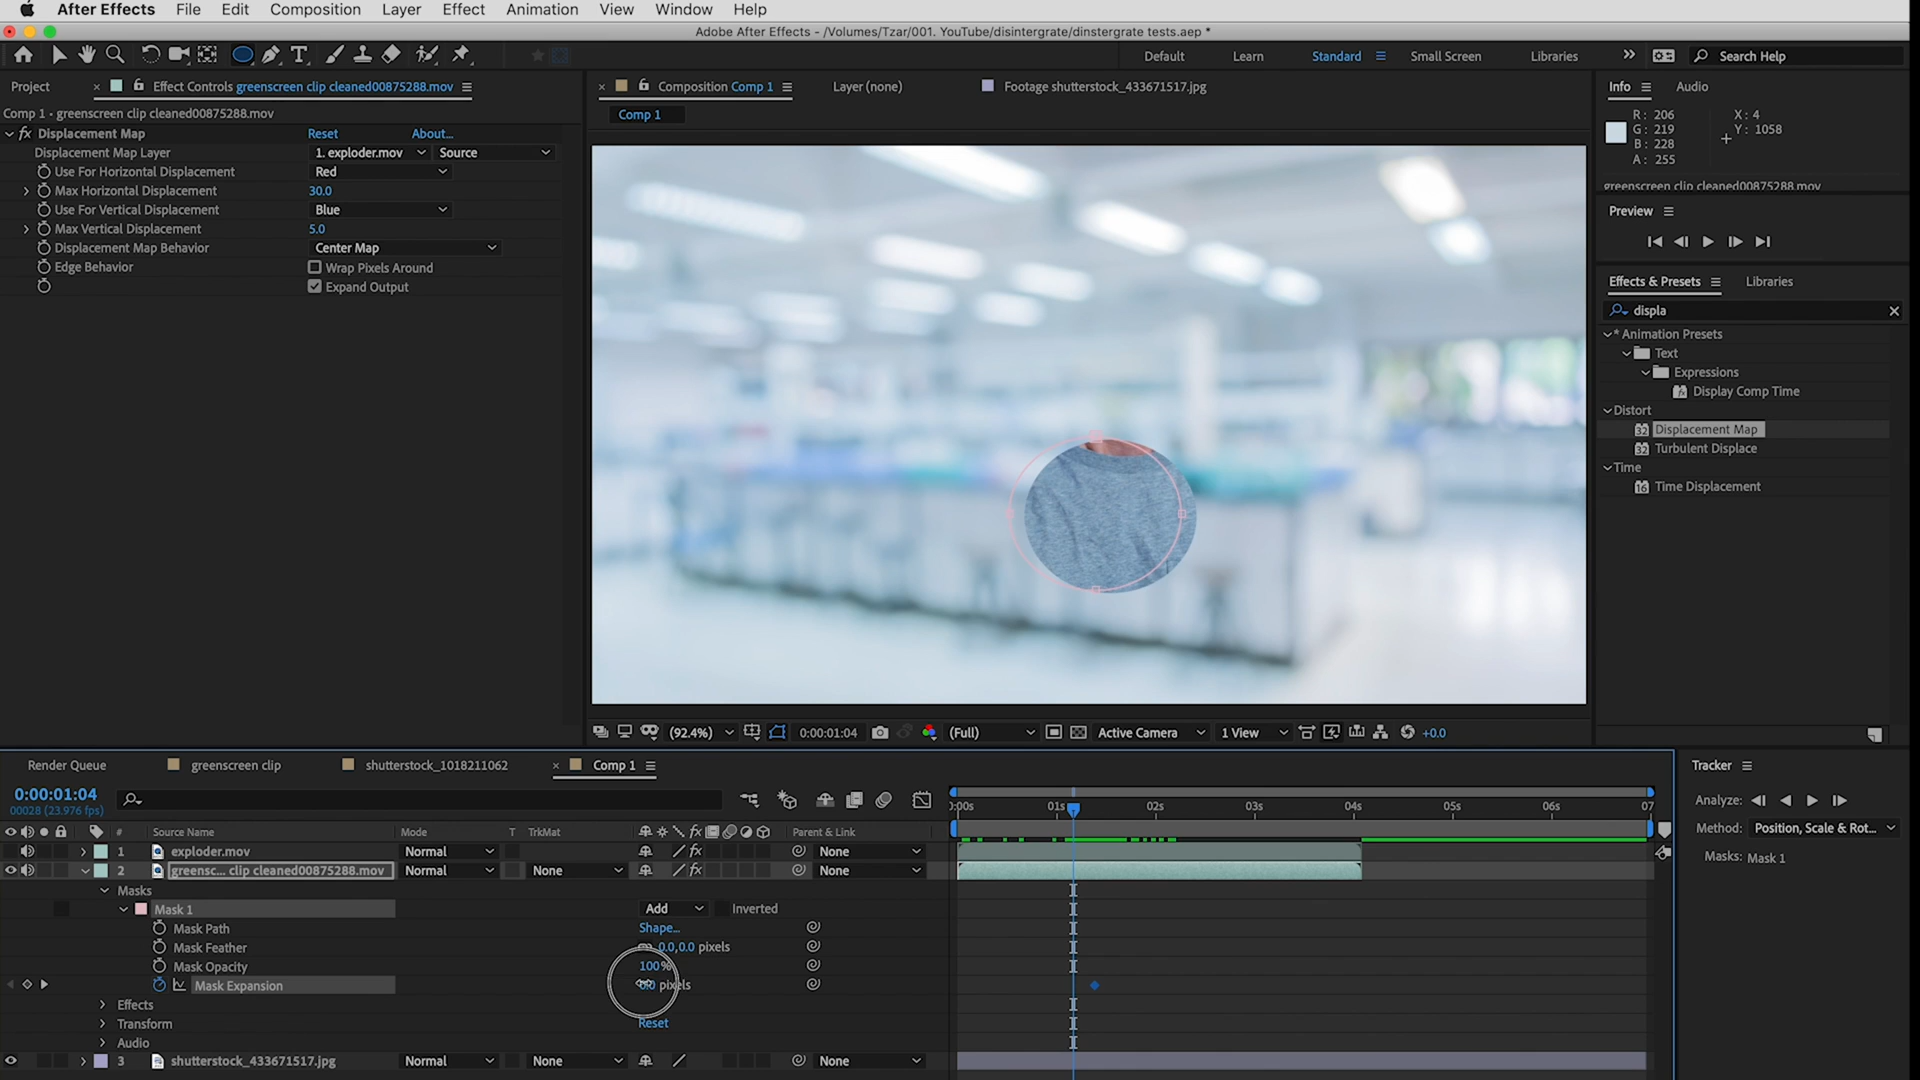 After Effects File Edit Composition Layer Effect Animation View Window Help
Adobe After Effects - /Volumes/Tzar/001. YouTube/disintergrate/dinstergrate tests.aep *
Default Learn Standard Small Screen Libraries Search Help
Project Effect Controls greenscreen clip cleaned00875288.mov
Composition Comp 1 Layer (none) Footage shutterstock_433671517.jpg
Info Audio
Comp 1 • greenscreen clip cleaned00875288.mov
Comp 1
R: 206 X: 4
G: 219 Y: 1058
B: 228
A: 255
greenscreen clip cleaned00875288.mov
fx Displacement Map Reset About...
Displacement Map Layer 1. exploder.mov Source
Use For Horizontal Displacement Red
Max Horizontal Displacement 30.0
Use For Vertical Displacement Blue
Max Vertical Displacement 5.0
Displacement Map Behavior Center Map
Edge Behavior Wrap Pixels Around
Expand Output
Preview
Effects & Presets Libraries
displa
* Animation Presets
Text
Expressions
Display Comp Time
Distort
32 Displacement Map
32 Turbulent Displace
Time
16 Time Displacement
(92.4%) 0:00:01:04 (Full) Active Camera 1 View +0.0
Render Queue greenscreen clip shutterstock_1018211062 Comp 1
Tracker
0:00:01:04
00028 (23.976 fps)
):00s 01s 02s 03s 04s 05s 06s 07
Analyze:
Method: Position, Scale & Rot...
Masks: Mask 1
# Source Name Mode T TrkMat fx Parent & Link
1 exploder.mov Normal fx None
2 greensc... clip cleaned00875288.mov Normal None fx None
Masks
Mask 1 Add Inverted
Mask Path Shape...
Mask Feather 0.0,0.0 pixels
Mask Opacity 100%
Mask Expansion 0.0 pixels
Effects
Transform Reset
Audio
3 shutterstock_433671517.jpg Normal None None